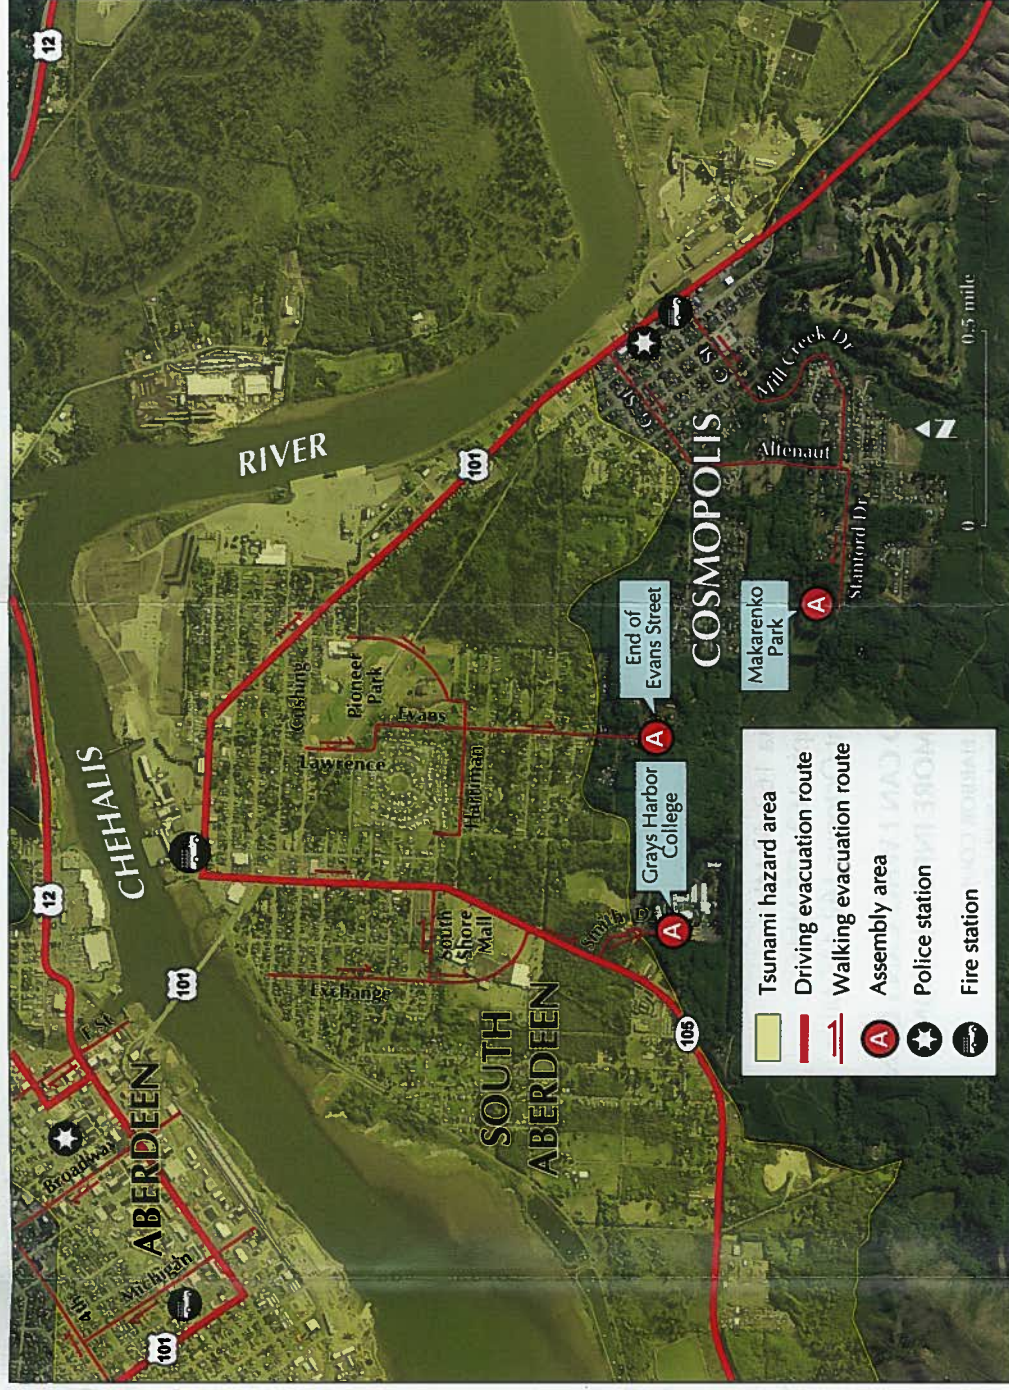 12
12
101
101
101
105
CHEHALIS
RIVER
ABERDEEN
SOUTH
ABERDEEN
COSMOPOLIS
F St
Broadway
Michigan
4th
Exchange
South
Shore
Mall
Lawrence
Cushing
Pioneer
Park
Evans
Harriman
Smith Dr
G St
C St
Mill Creek Dr
Altenaut
Stanford Dr
Grays Harbor
College
A
End of
Evans Street
A
Makarenko
Park
A
N
0
0.5 mile
Tsunami hazard area
Driving evacuation route
Walking evacuation route
A
Assembly area
Police station
Fire station